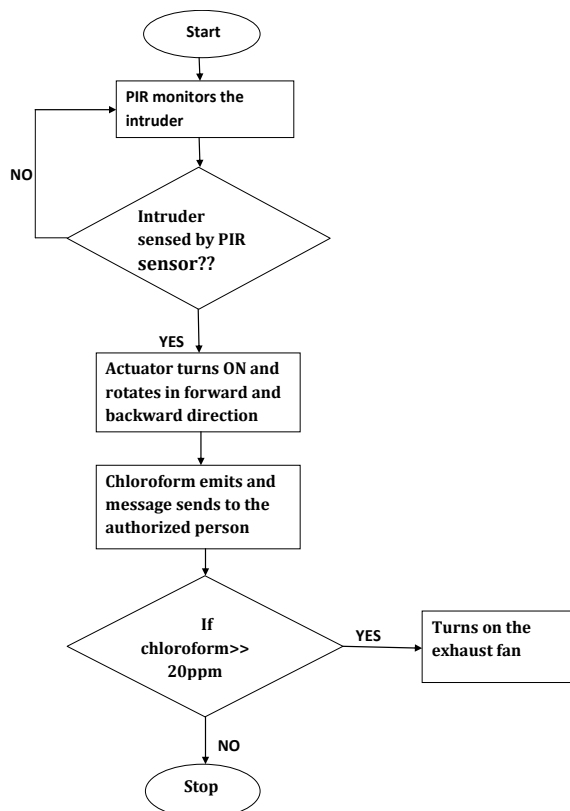 Start
PIR monitors the
intruder
NO
Intruder
sensed by PIR
sensor??
YES
Actuator turns ON and
rotates in forward and
backward direction
Chloroform emits and
message sends to the
authorized person
If
chloroform>>
20ppm
YES
Turns on the
exhaust fan
NO
Stop